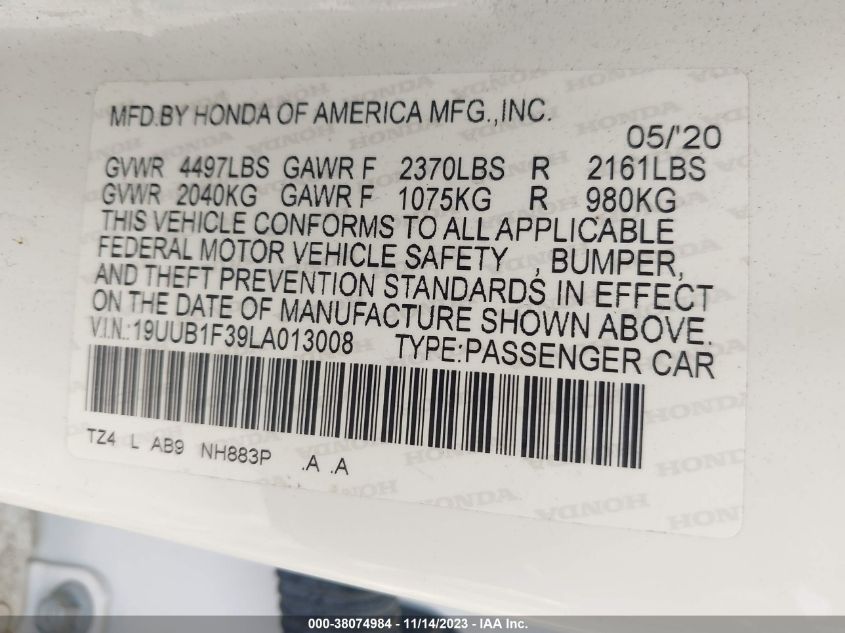 MFD.BY HONDA OF AMERICA MFG.,INC.
05/'20
GVWR 4497LBS GAWR F 2370LBS R 2161LBS
GVWR 2040KG GAWR F 1075KG R 980KG
THIS VEHICLE CONFORMS TO ALL APPLICABLE
FEDERAL MOTOR VEHICLE SAFETY , BUMPER,
AND THEFT PREVENTION STANDARDS IN EFFECT
ON THE DATE OF MANUFACTURE SHOWN ABOVE.
V.I.N.:19UUB1F39LA013008 TYPE:PASSENGER CAR
TZ4 L AB9 NH883P .A .A
000-38074984 - 11/14/2023 - IAA Inc.